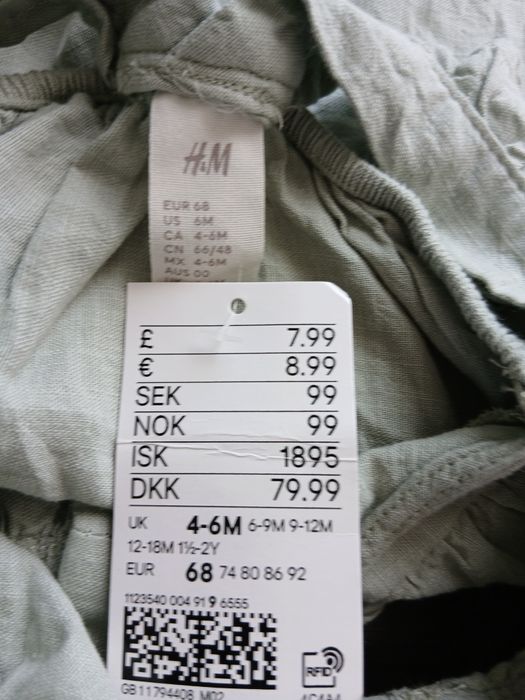 H&M
EUR 68
US 6M
CA 4-6M
CN 66/48
MX 4-6M
AUS 00
£ 7.99
€ 8.99
SEK 99
NOK 99
ISK 1895
DKK 79.99
UK 4-6M 6-9M 9-12M
12-18M 1½-2Y
EUR 68 74 80 86 92
1123540 004 91 9 6555
RFID
GB11794408 M02